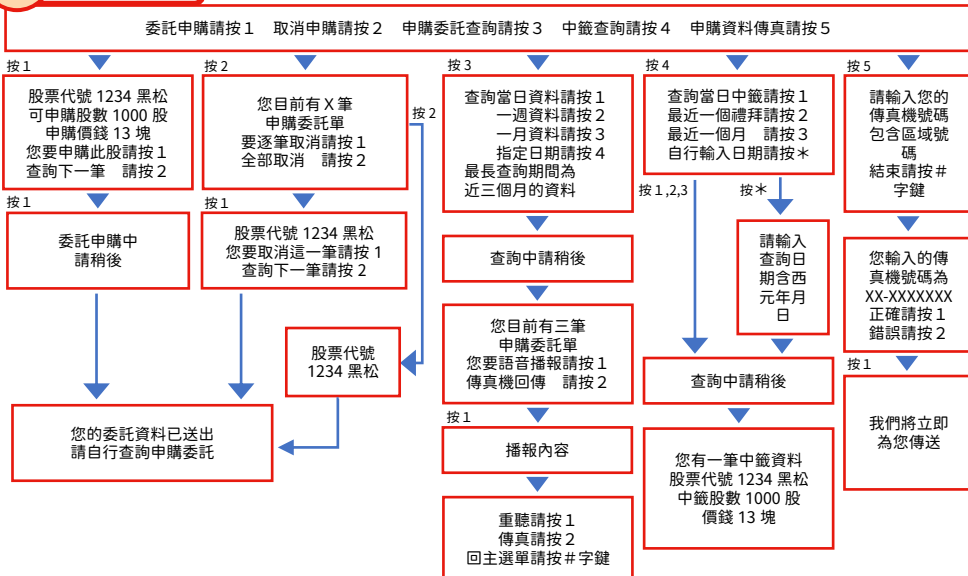 委託申購請按1 取消申購請按2 申購委託查詢請按3 中籤查詢請按4 申購資料傳真請按5
按1
股票代號 1234 黑松
可申購股數 1000 股
申購價錢 13 塊
您要申購此股請按1
查詢下一筆 請按2
按1
委託申購中
請稍後
按2
您目前有X筆
申購委託單
要逐筆取消請按1
全部取消 請按2
按2
按1
股票代號 1234 黑松
您要取消這一筆請按 1
查詢下一筆請按 2
股票代號
1234 黑松
您的委託資料已送出
請自行查詢申購委託
按3
查詢當日資料請按1
一週資料請按2
一月資料請按3
指定日期請按4
最長查詢期間為
近三個月的資料
查詢中請稍後
您目前有三筆
申購委託單
您要語音播報請按1
傳真機回傳 請按2
按1
播報內容
重聽請按1
傳真請按2
回主選單請按#字鍵
按4
查詢當日中籤請按1
最近一個禮拜請按2
最近一個月 請按3
自行輸入日期請按*
按1,2,3
按*
請輸入
查詢日
期含西
元年月
日
查詢中請稍後
您有一筆中籤資料
股票代號 1234 黑松
中籤股數 1000 股
價錢 13 塊
按5
請輸入您的
傳真機號碼
包含區域號
碼
結束請按#
字鍵
您輸入的傳
真機號碼為
XX-XXXXXXX
正確請按1
錯誤請按2
按1
我們將立即
為您傳送